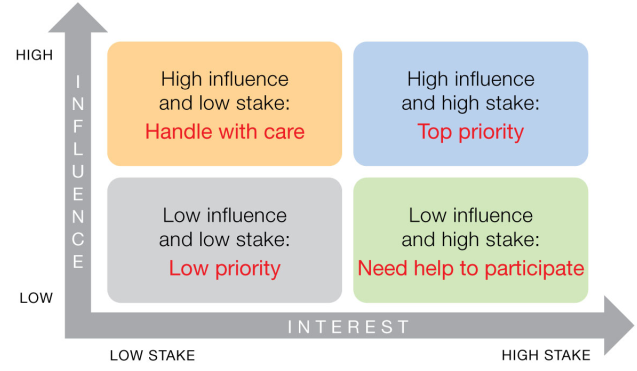 HIGH
INFLUENCE
High influence
and low stake:
Handle with care
High influence
and high stake:
Top priority
Low influence
and low stake:
Low priority
Low influence
and high stake:
Need help to participate
LOW
INTEREST
LOW STAKE
HIGH STAKE